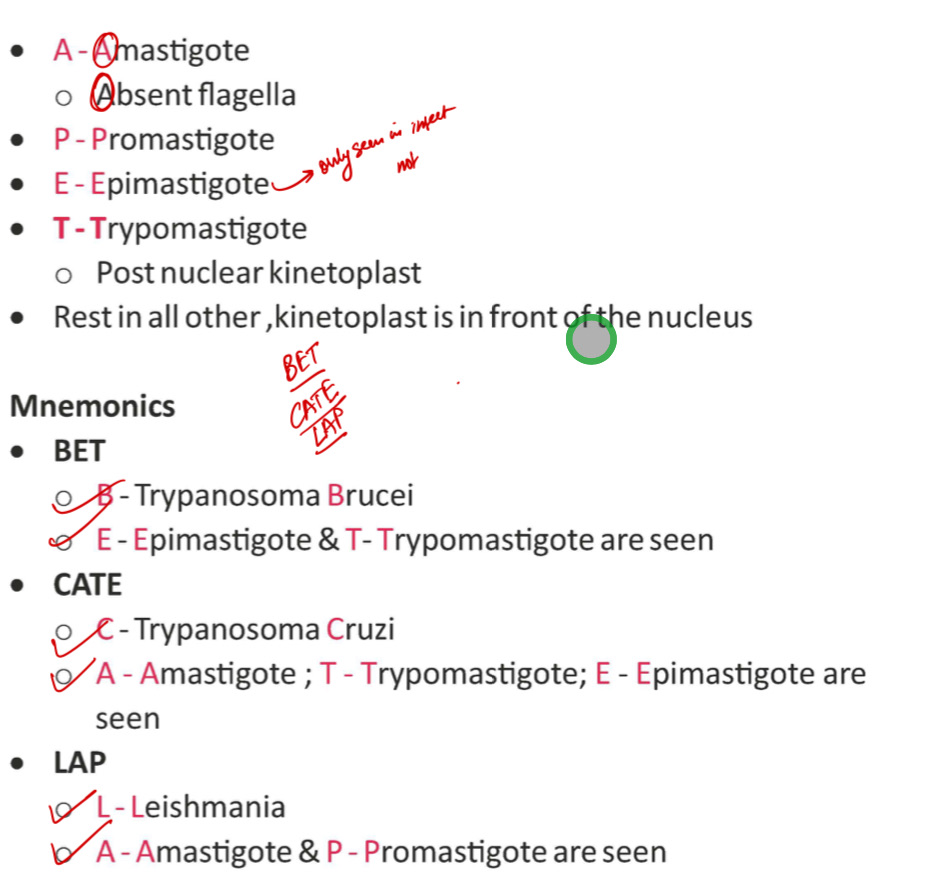 • A - Amastigote
○ Absent flagella
• P - Promastigote
• E - Epimastigote → only seen in insect
not
• T - Trypomastigote
○ Post nuclear kinetoplast
• Rest in all other ,kinetoplast is in front of the nucleus
BET
CATE
LAP
Mnemonics
• BET
○ B - Trypanosoma Brucei
○ E - Epimastigote & T- Trypomastigote are seen
• CATE
○ C - Trypanosoma Cruzi
○ A - Amastigote ; T - Trypomastigote; E - Epimastigote are
seen
• LAP
○ L - Leishmania
○ A - Amastigote & P - Promastigote are seen